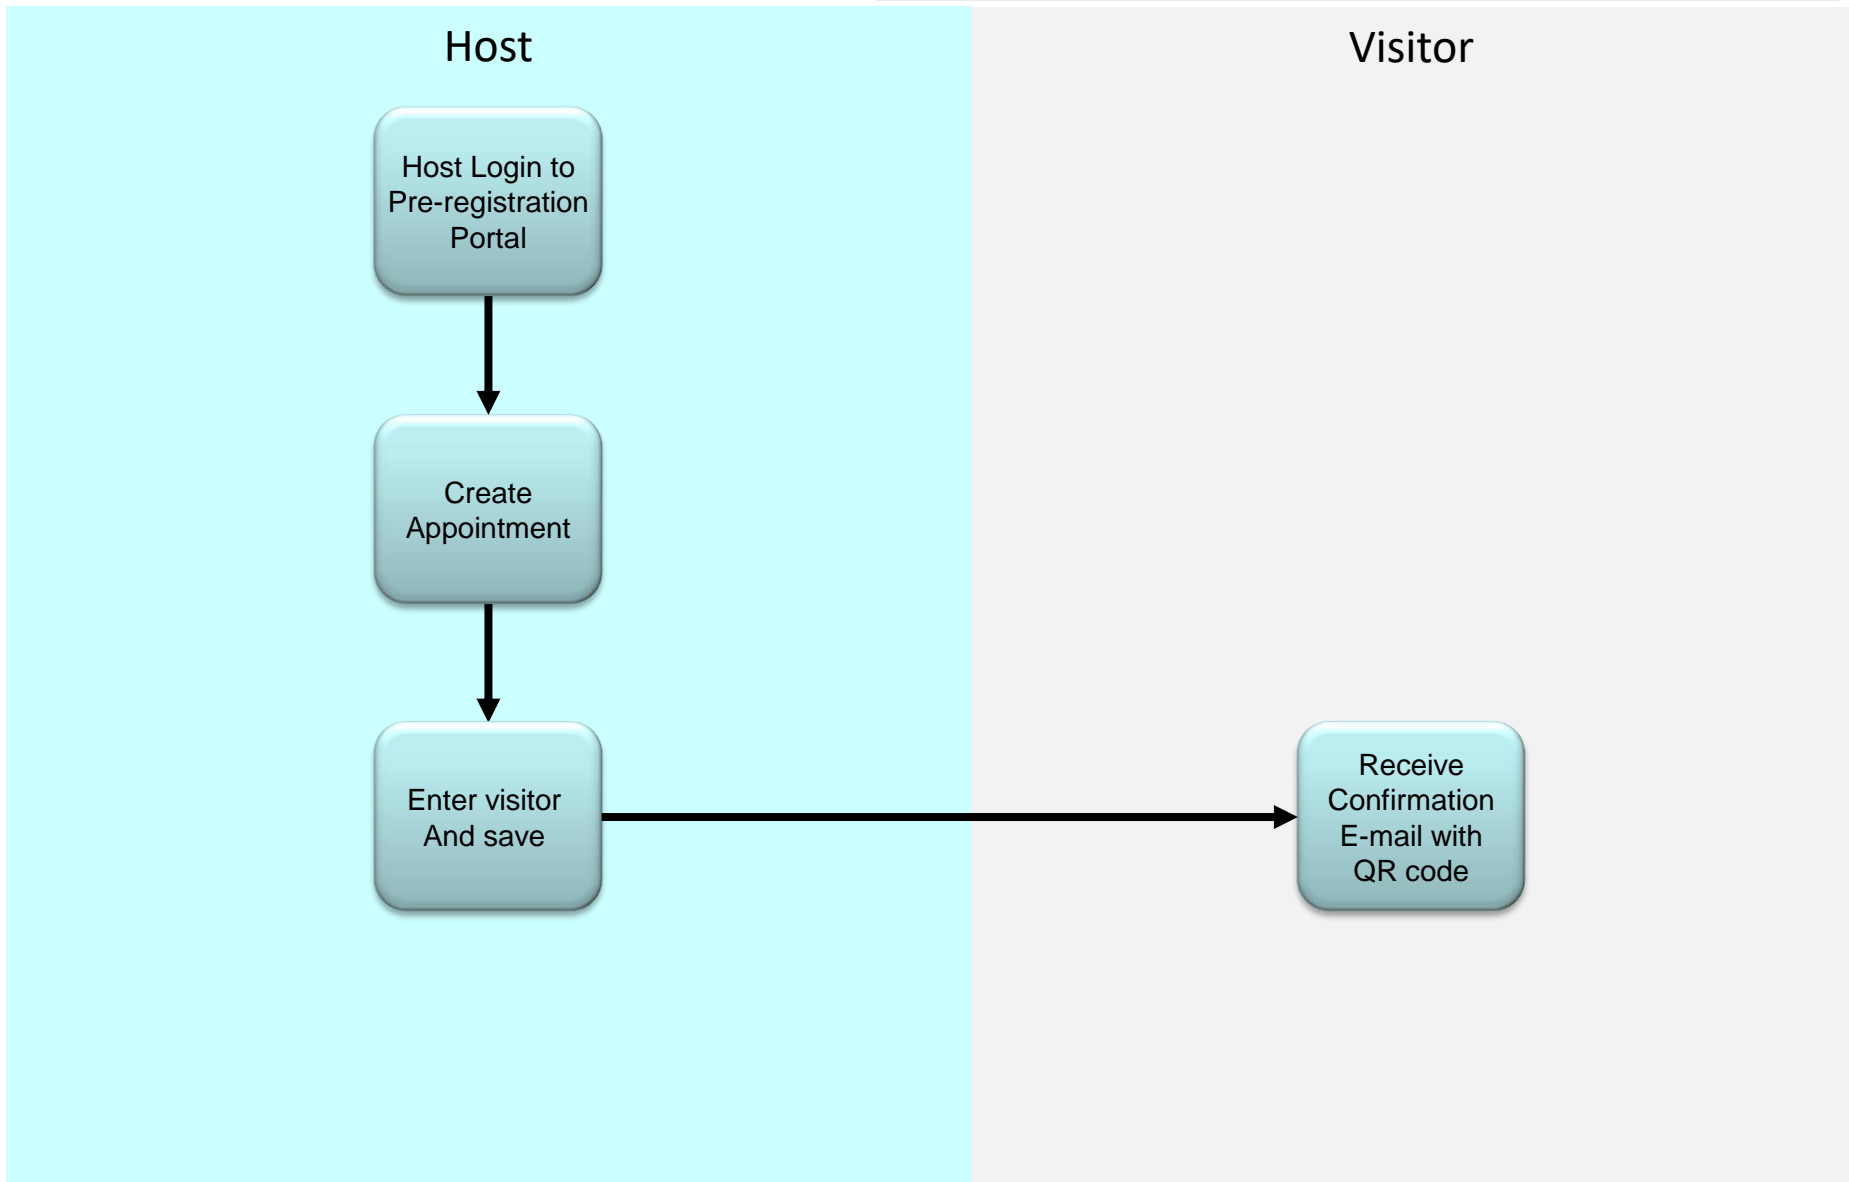 Host
Visitor
Host Login to
Pre-registration
Portal
Create
Appointment
Enter visitor
And save
Receive
Confirmation
E-mail with
QR code